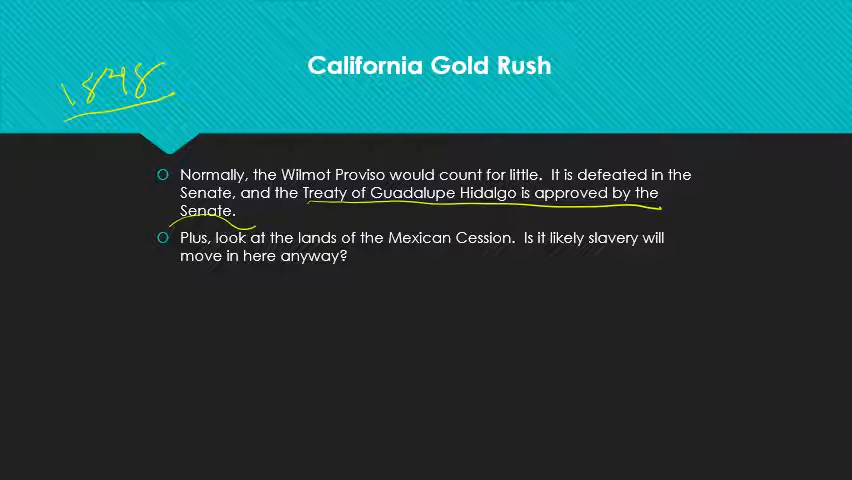 1848
California Gold Rush
Normally, the Wilmot Proviso would count for little.  It is defeated in the
Senate, and the Treaty of Guadalupe Hidalgo is approved by the
Senate.
Plus, look at the lands of the Mexican Cession.  Is it likely slavery will
move in here anyway?